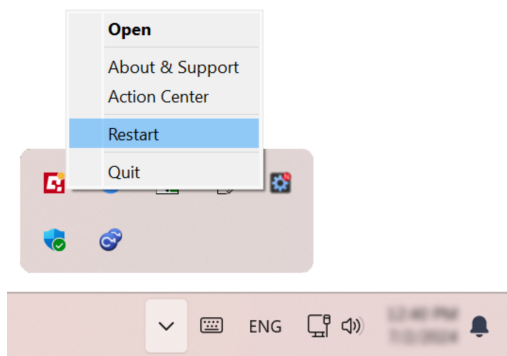 Open
About & Support
Action Center
Restart
Quit
ENG